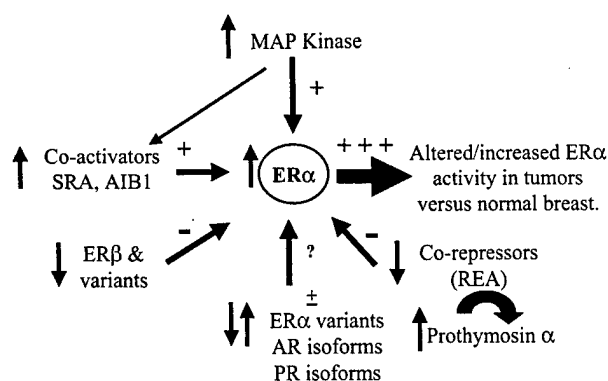 MAP Kinase
+
Co-activators
SRA, AIB1
+
ERα
+ + +
Altered/increased ERα
activity in tumors
versus normal breast.
ERβ &
variants
-
?
±
ERα variants
AR isoforms
PR isoforms
-
Co-repressors
(REA)
Prothymosin α